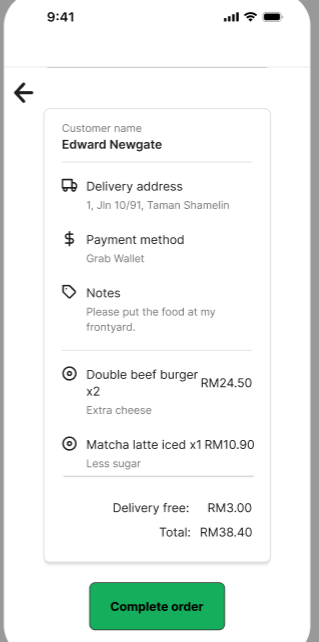 9:41
Customer name
Edward Newgate
Delivery address
1, Jln 10/91, Taman Shamelin
Payment method
Grab Wallet
Notes
Please put the food at my
frontyard.
Double beef burger RM24.50
x2
Extra cheese
Matcha latte iced x1 RM10.90
Less sugar
Delivery free: RM3.00
Total: RM38.40
Complete order